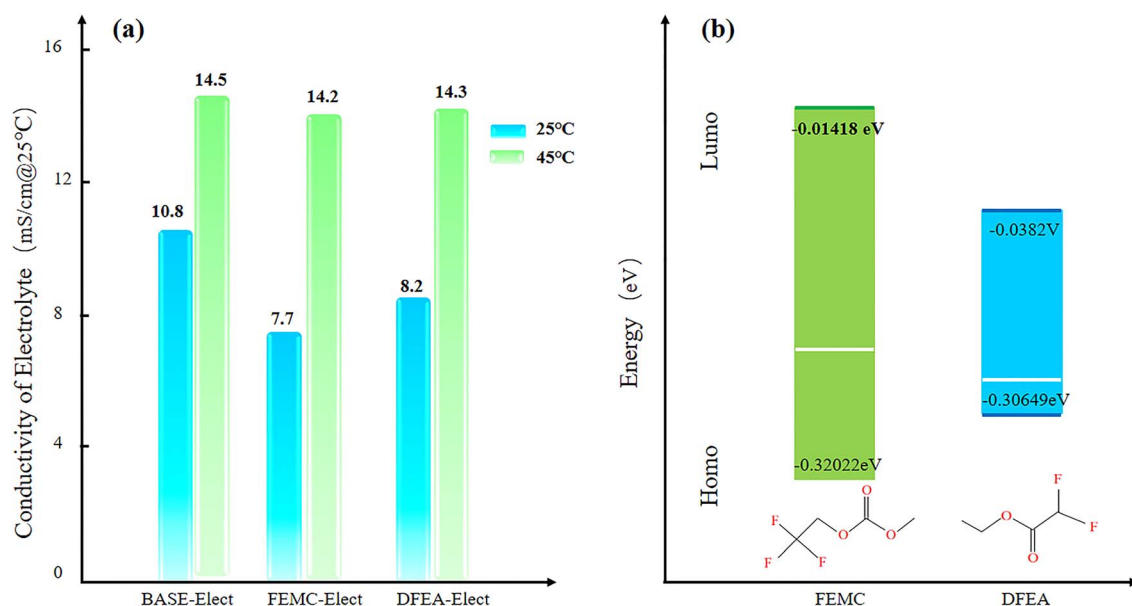 (a)
Conductivity of Electrolyte (mS/cm@25℃)
16
12
8
4
0
10.8
14.5
7.7
14.2
8.2
14.3
25℃
45℃
BASE-Elect
FEMC-Elect
DFEA-Elect
(b)
Energy (eV)
Lumo
Homo
-0.01418 eV
-0.32022eV
-0.0382V
-0.30649eV
F
F
F
O
O
O
O
O
F
F
FEMC
DFEA